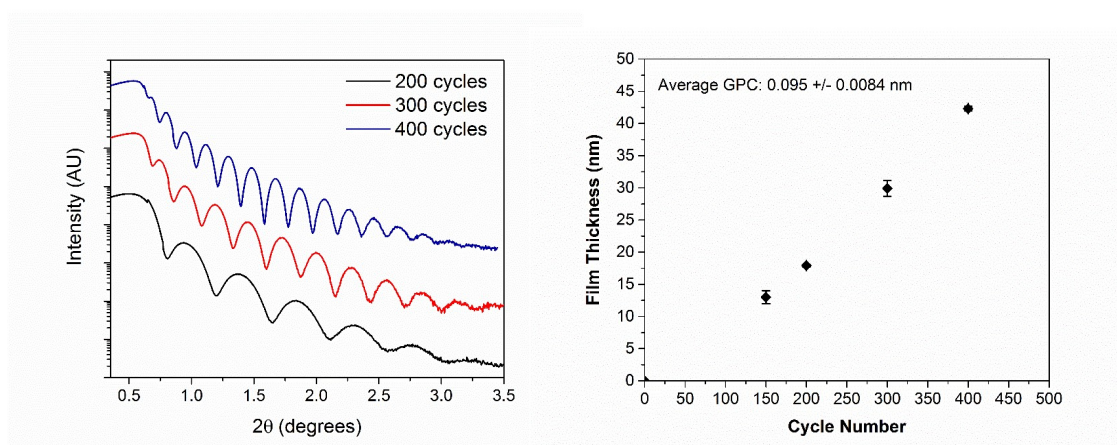 200 cycles
300 cycles
400 cycles
Intensity (AU)
0.5 1.0 1.5 2.0 2.5 3.0 3.5
2θ (degrees)
Average GPC: 0.095 +/- 0.0084 nm
50
45
40
35
30
25
20
15
10
5
0
Film Thickness (nm)
0 50 100 150 200 250 300 350 400 450 500
Cycle Number